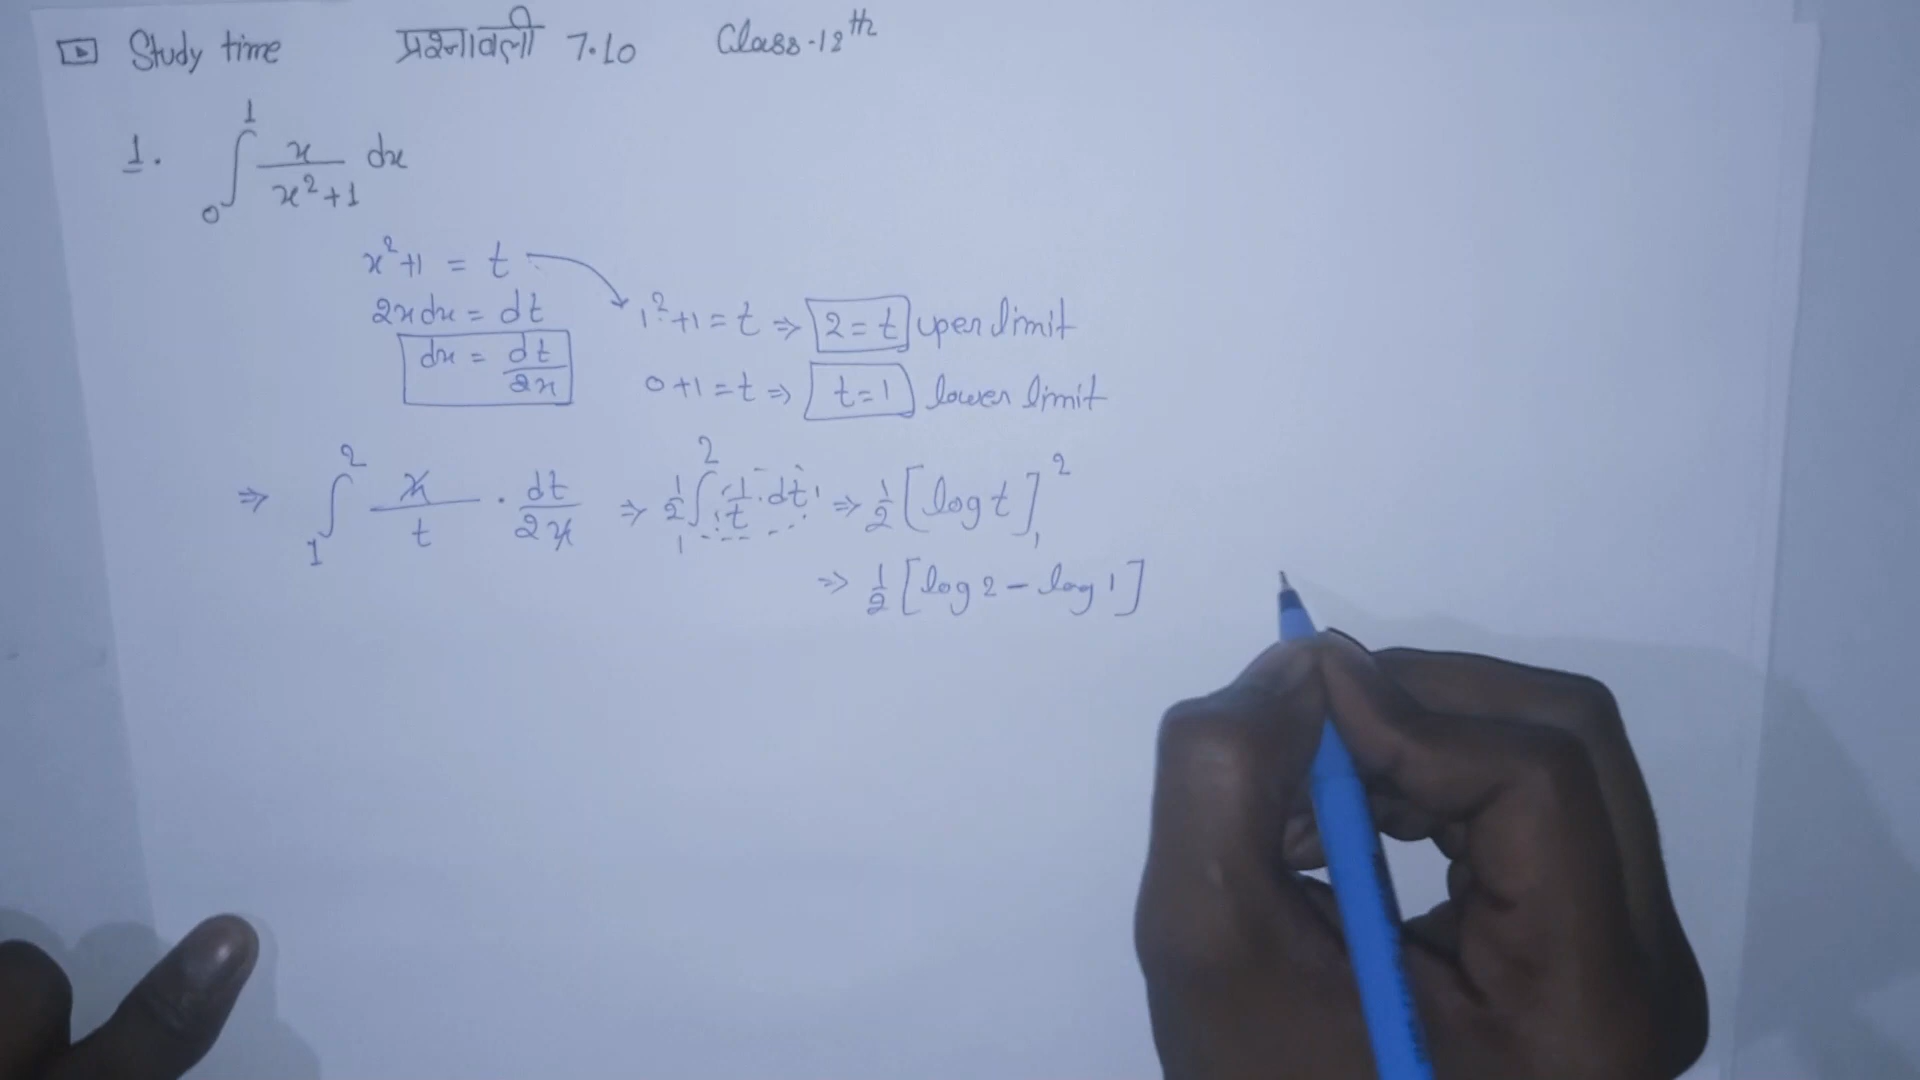 Study time प्रश्नावली 7.10 Class-12th
1. ∫₀¹ x/(x²+1) dx
x²+1 = t
2x dx = dt
1²+1 = t ⇒ 2 = t uper limit
dx = dt/2x
0+1 = t ⇒ t = 1 lower limit
⇒ ∫₁² x/t · dt/2x ⇒ 1/2 ∫₁² 1/t · dt ⇒ 1/2 [log t]₁²
⇒ 1/2 [log 2 − log 1]